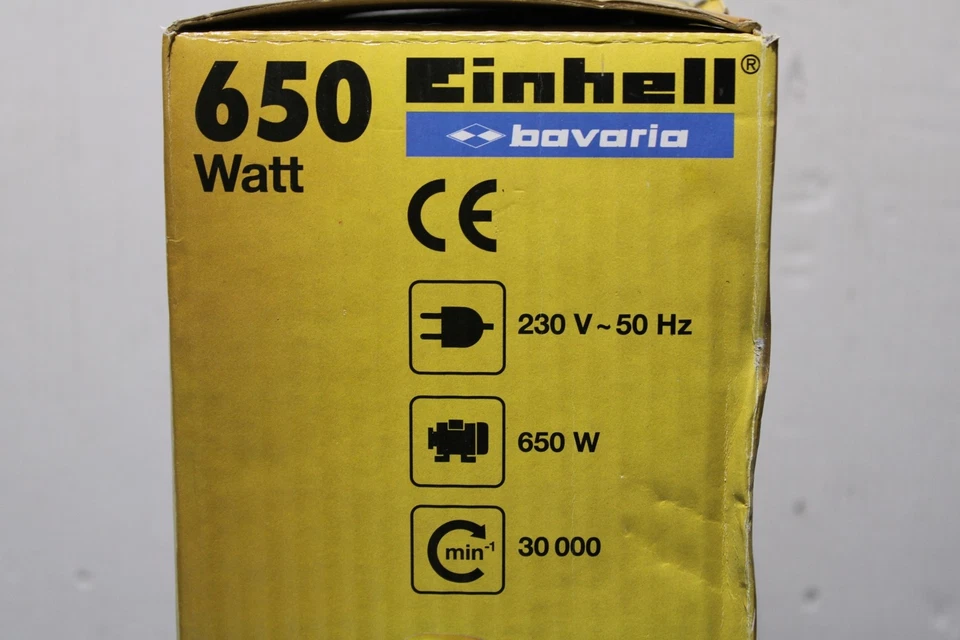 650
Watt
Einhell®
bavaria
CE
230 V ~ 50 Hz
650 W
min⁻¹ 30 000